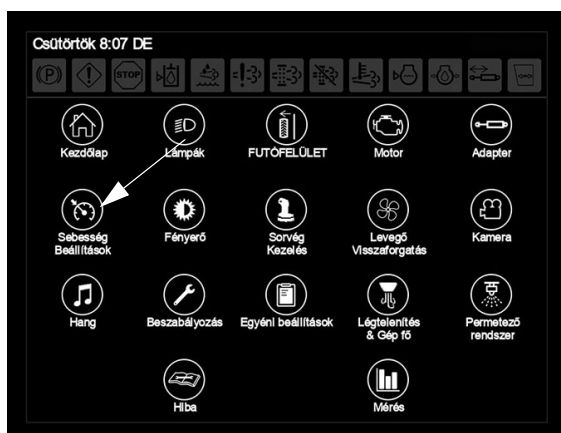 Csütörtök 8:07 DE
STOP
Kezdőlap Lámpák FUTÓFELÜLET Motor Adapter
Sebesség Beállítások Fényerő Sorvég Kezelés Levegő Visszaforgatás Kamera
Hang Beszabályozás Egyéni beállítások Légtelenítés & Gép fő Permetező rendszer
Hiba Mérés